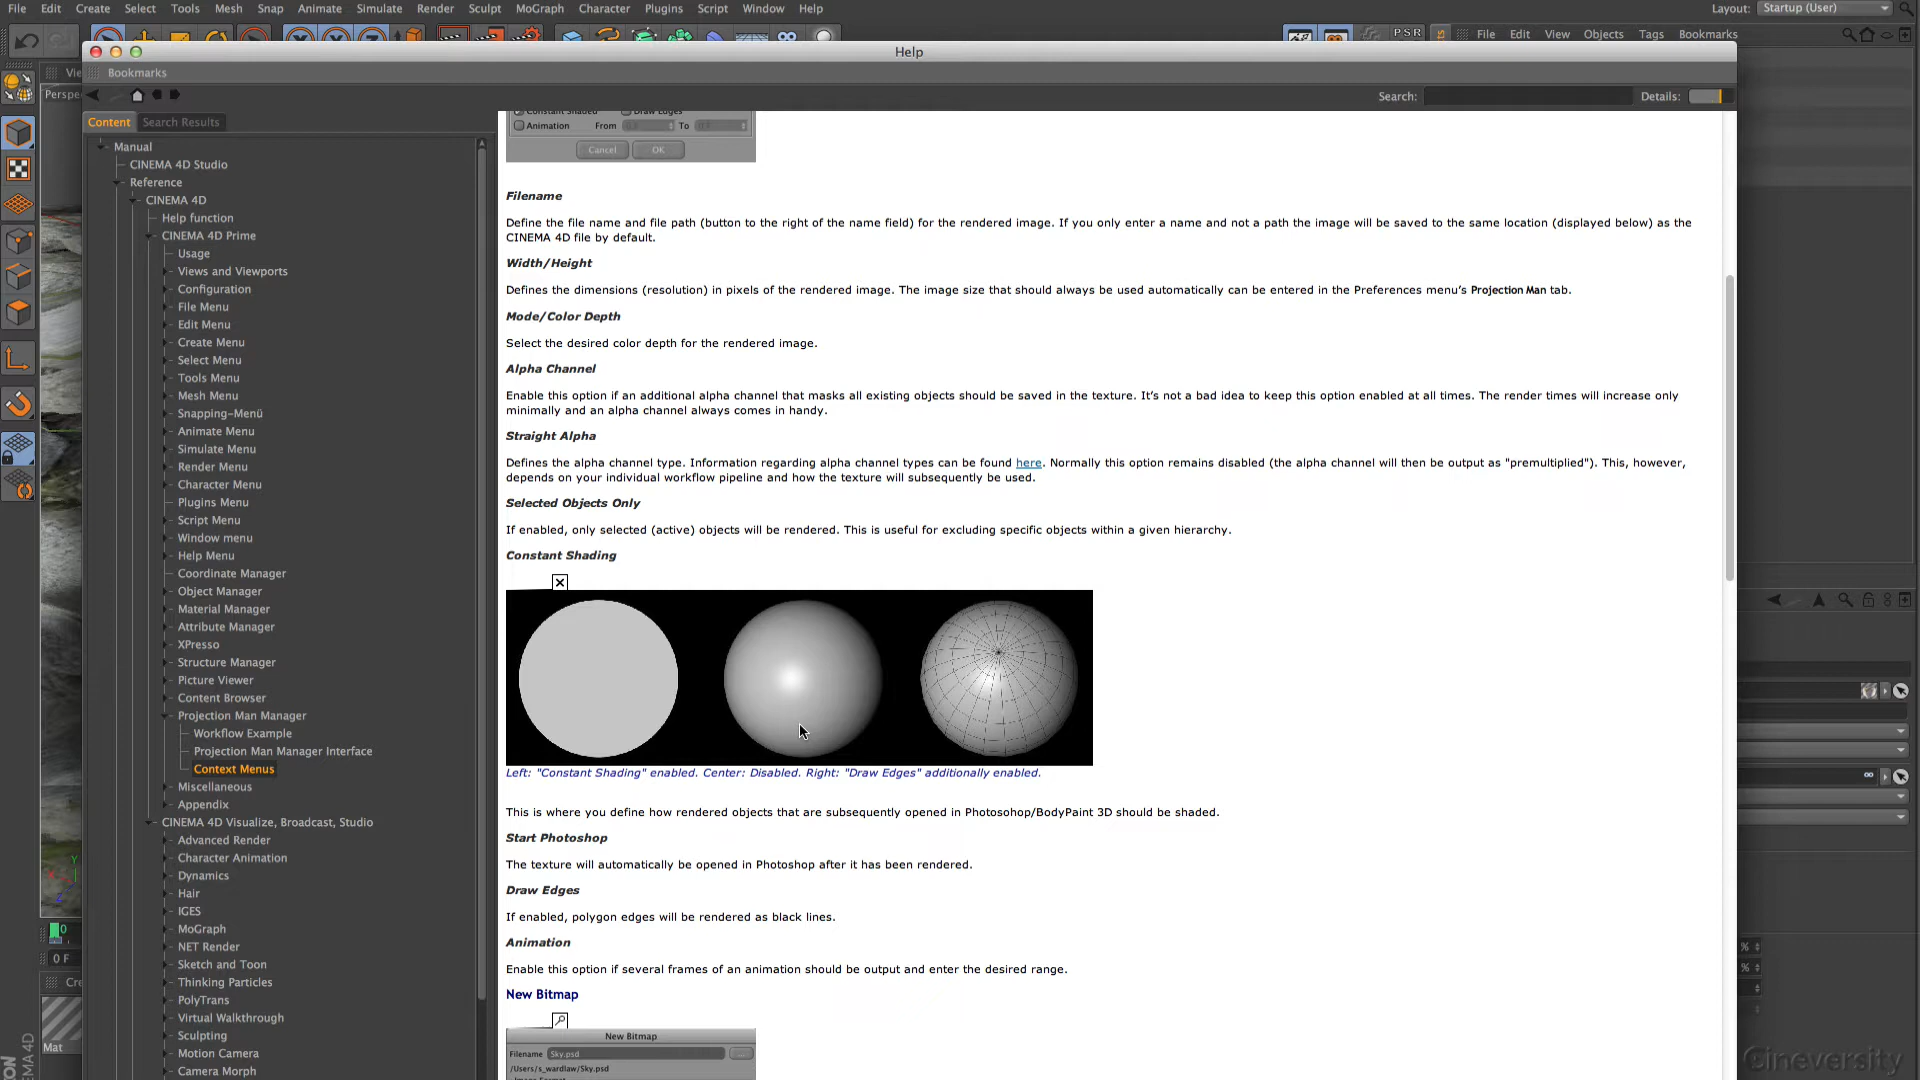 File Edit Create Select Tools Mesh Snap Animate Simulate Render Sculpt MoGraph Character Plugins Script Window Help
Layout: Startup (User)
PSR
File Edit View Objects Tags Bookmarks
Help
Bookmarks
Search:
Details:
Content Search Results
Manual
CINEMA 4D Studio
Reference
CINEMA 4D
Help function
CINEMA 4D Prime
Usage
Views and Viewports
Configuration
File Menu
Edit Menu
Create Menu
Select Menu
Tools Menu
Mesh Menu
Snapping-Menü
Animate Menu
Simulate Menu
Render Menu
Character Menu
Plugins Menu
Script Menu
Window menu
Help Menu
Coordinate Manager
Object Manager
Material Manager
Attribute Manager
XPresso
Structure Manager
Picture Viewer
Content Browser
Projection Man Manager
Workflow Example
Projection Man Manager Interface
Context Menus
Miscellaneous
Appendix
CINEMA 4D Visualize, Broadcast, Studio
Advanced Render
Character Animation
Dynamics
Hair
IGES
MoGraph
NET Render
Sketch and Toon
Thinking Particles
PolyTrans
Virtual Walkthrough
Sculpting
Motion Camera
Camera Morph
Constant Shaded Draw Edges
Animation From To
Cancel OK
Filename
Define the file name and file path (button to the right of the name field) for the rendered image. If you only enter a name and not a path the image will be saved to the same location (displayed below) as the
CINEMA 4D file by default.
Width/Height
Defines the dimensions (resolution) in pixels of the rendered image. The image size that should always be used automatically can be entered in the Preferences menu's Projection Man tab.
Mode/Color Depth
Select the desired color depth for the rendered image.
Alpha Channel
Enable this option if an additional alpha channel that masks all existing objects should be saved in the texture. It's not a bad idea to keep this option enabled at all times. The render times will increase only
minimally and an alpha channel always comes in handy.
Straight Alpha
Defines the alpha channel type. Information regarding alpha channel types can be found here. Normally this option remains disabled (the alpha channel will then be output as "premultiplied"). This, however,
depends on your individual workflow pipeline and how the texture will subsequently be used.
Selected Objects Only
If enabled, only selected (active) objects will be rendered. This is useful for excluding specific objects within a given hierarchy.
Constant Shading
Left: "Constant Shading" enabled. Center: Disabled. Right: "Draw Edges" additionally enabled.
This is where you define how rendered objects that are subsequently opened in Photosohop/BodyPaint 3D should be shaded.
Start Photoshop
The texture will automatically be opened in Photoshop after it has been rendered.
Draw Edges
If enabled, polygon edges will be rendered as black lines.
Animation
Enable this option if several frames of an animation should be output and enter the desired range.
New Bitmap
New Bitmap
Filename Sky.psd
/Users/s_wardlaw/Sky.psd
Perspe
0
0 F
Cre
Mat
%
%
Cineversity